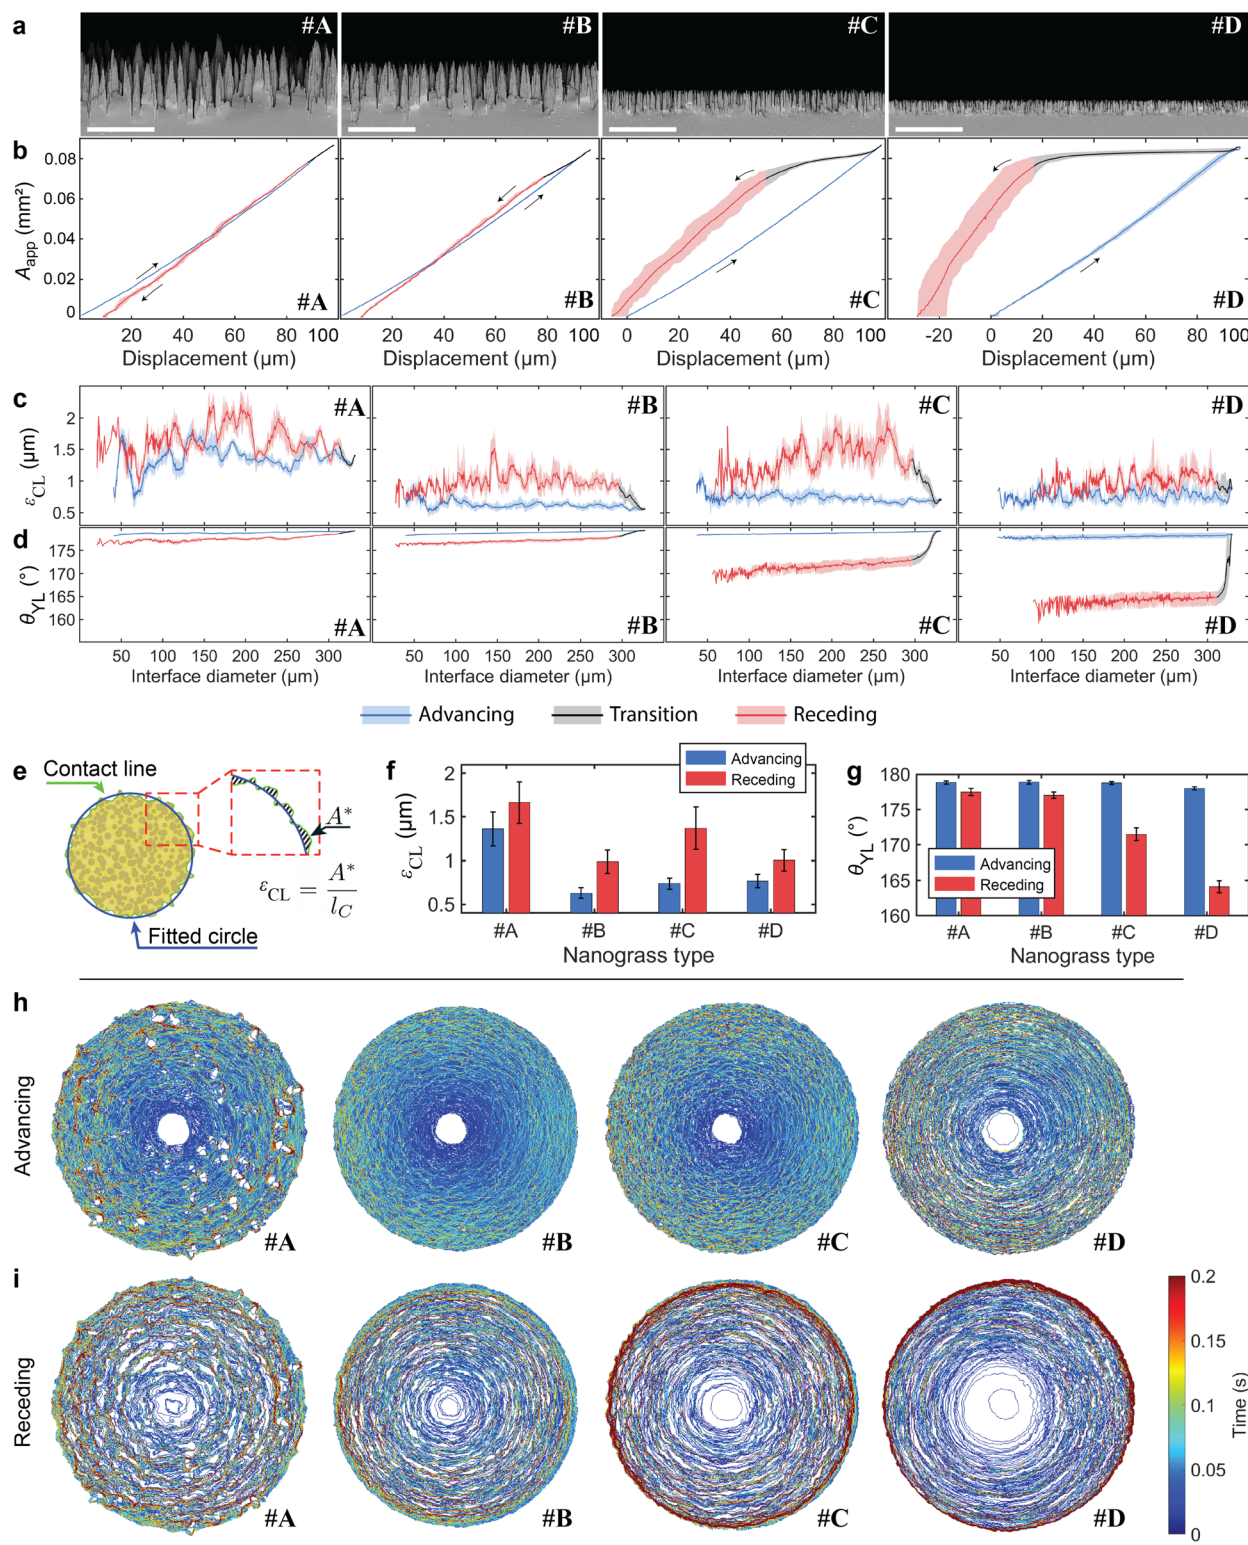 a
#A
#B
#C
#D
b
A_app (mm²)
0.08
0.06
0.04
0.02
0
#A
#B
#C
#D
20 40 60 80 100
20 40 60 80 100
0 20 40 60 80 100
-20 0 20 40 60 80 100
Displacement (µm)
Displacement (µm)
Displacement (µm)
Displacement (µm)
c
#A
#B
#C
#D
ε_CL (µm)
2
1.5
1
0.5
d
θ_YL (°)
175
170
165
160
#A
#B
#C
#D
50 100 150 200 250 300
50 100 150 200 250 300
50 100 150 200 250 300
50 100 150 200 250 300
Interface diameter (µm)
Interface diameter (µm)
Interface diameter (µm)
Interface diameter (µm)
Advancing
Transition
Receding
e
Contact line
A*
ε_CL = A* / l_C
Fitted circle
f
Advancing
Receding
ε_CL (µm)
2
1.5
1
0.5
#A #B #C #D
Nanograss type
g
θ_YL (°)
180
175
170
165
160
Advancing
Receding
#A #B #C #D
Nanograss type
h
Advancing
#A
#B
#C
#D
i
Receding
#A
#B
#C
#D
0.2
0.15
0.1
0.05
0
Time (s)